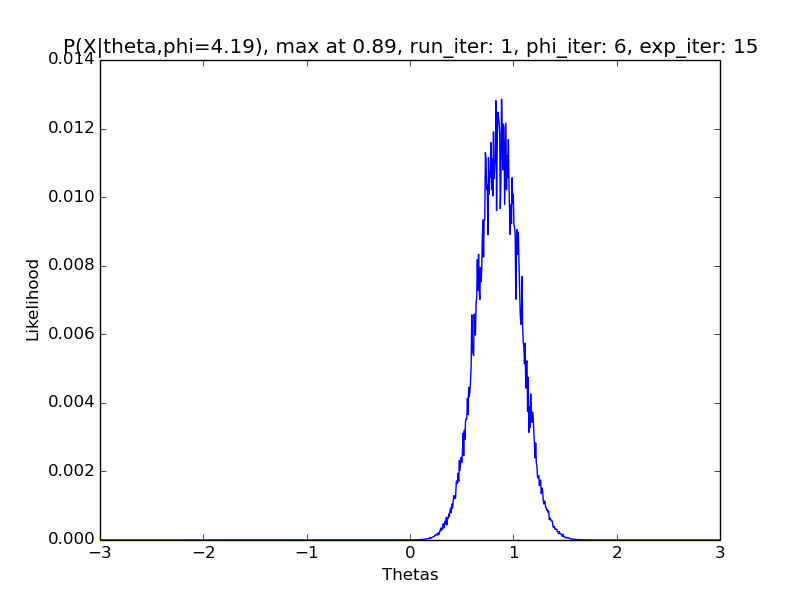 P(X|theta,phi=4.19), max at 0.89, run_iter: 1, phi_iter: 6, exp_iter: 15
0.014
0.012
0.010
0.008
0.006
0.004
0.002
0.000
Likelihood
−3 −2 −1 0 1 2 3
Thetas